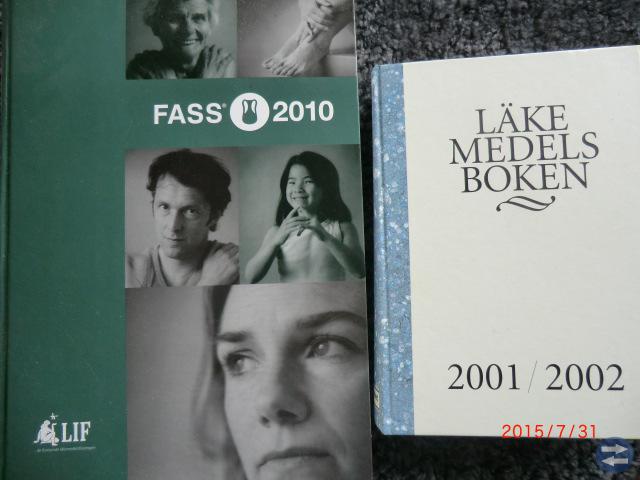 FASS® 2010
LIF
LÄKE
MEDELS
BOKEN
2001/2002
2015/7/31